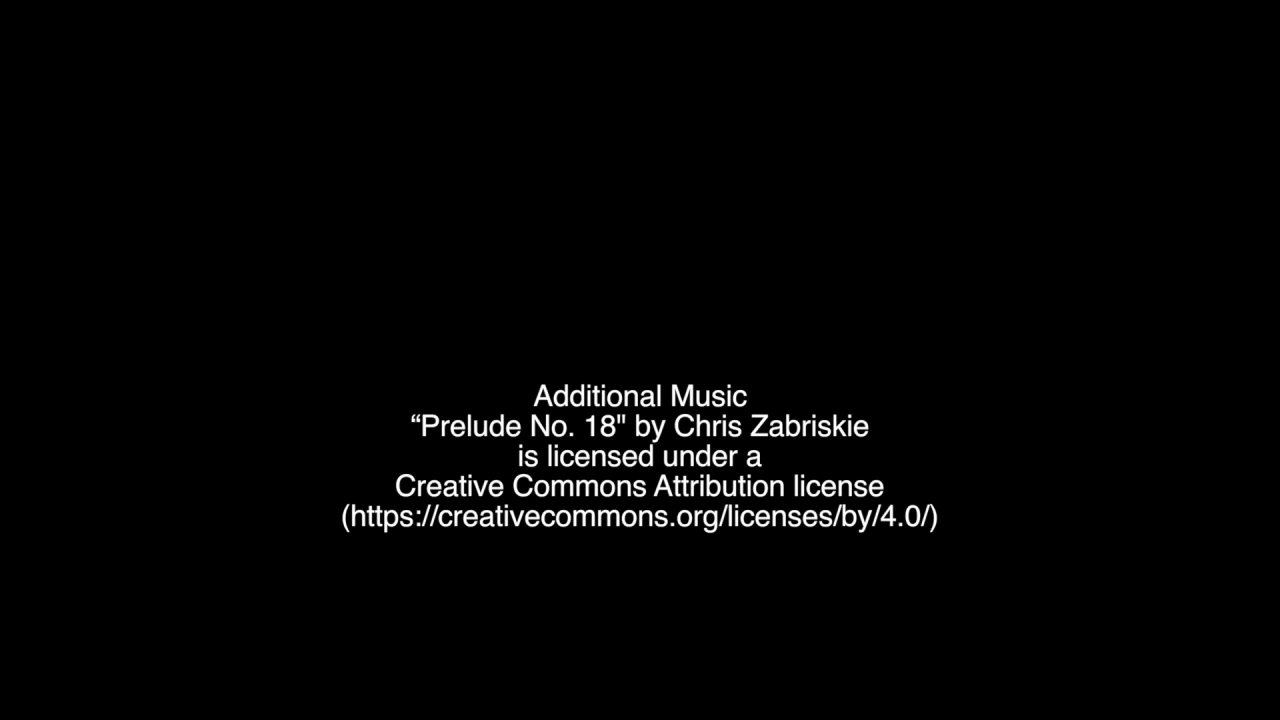 Additional Music
“Prelude No. 18" by Chris Zabriskie
is licensed under a
Creative Commons Attribution license
(https://creativecommons.org/licenses/by/4.0/)